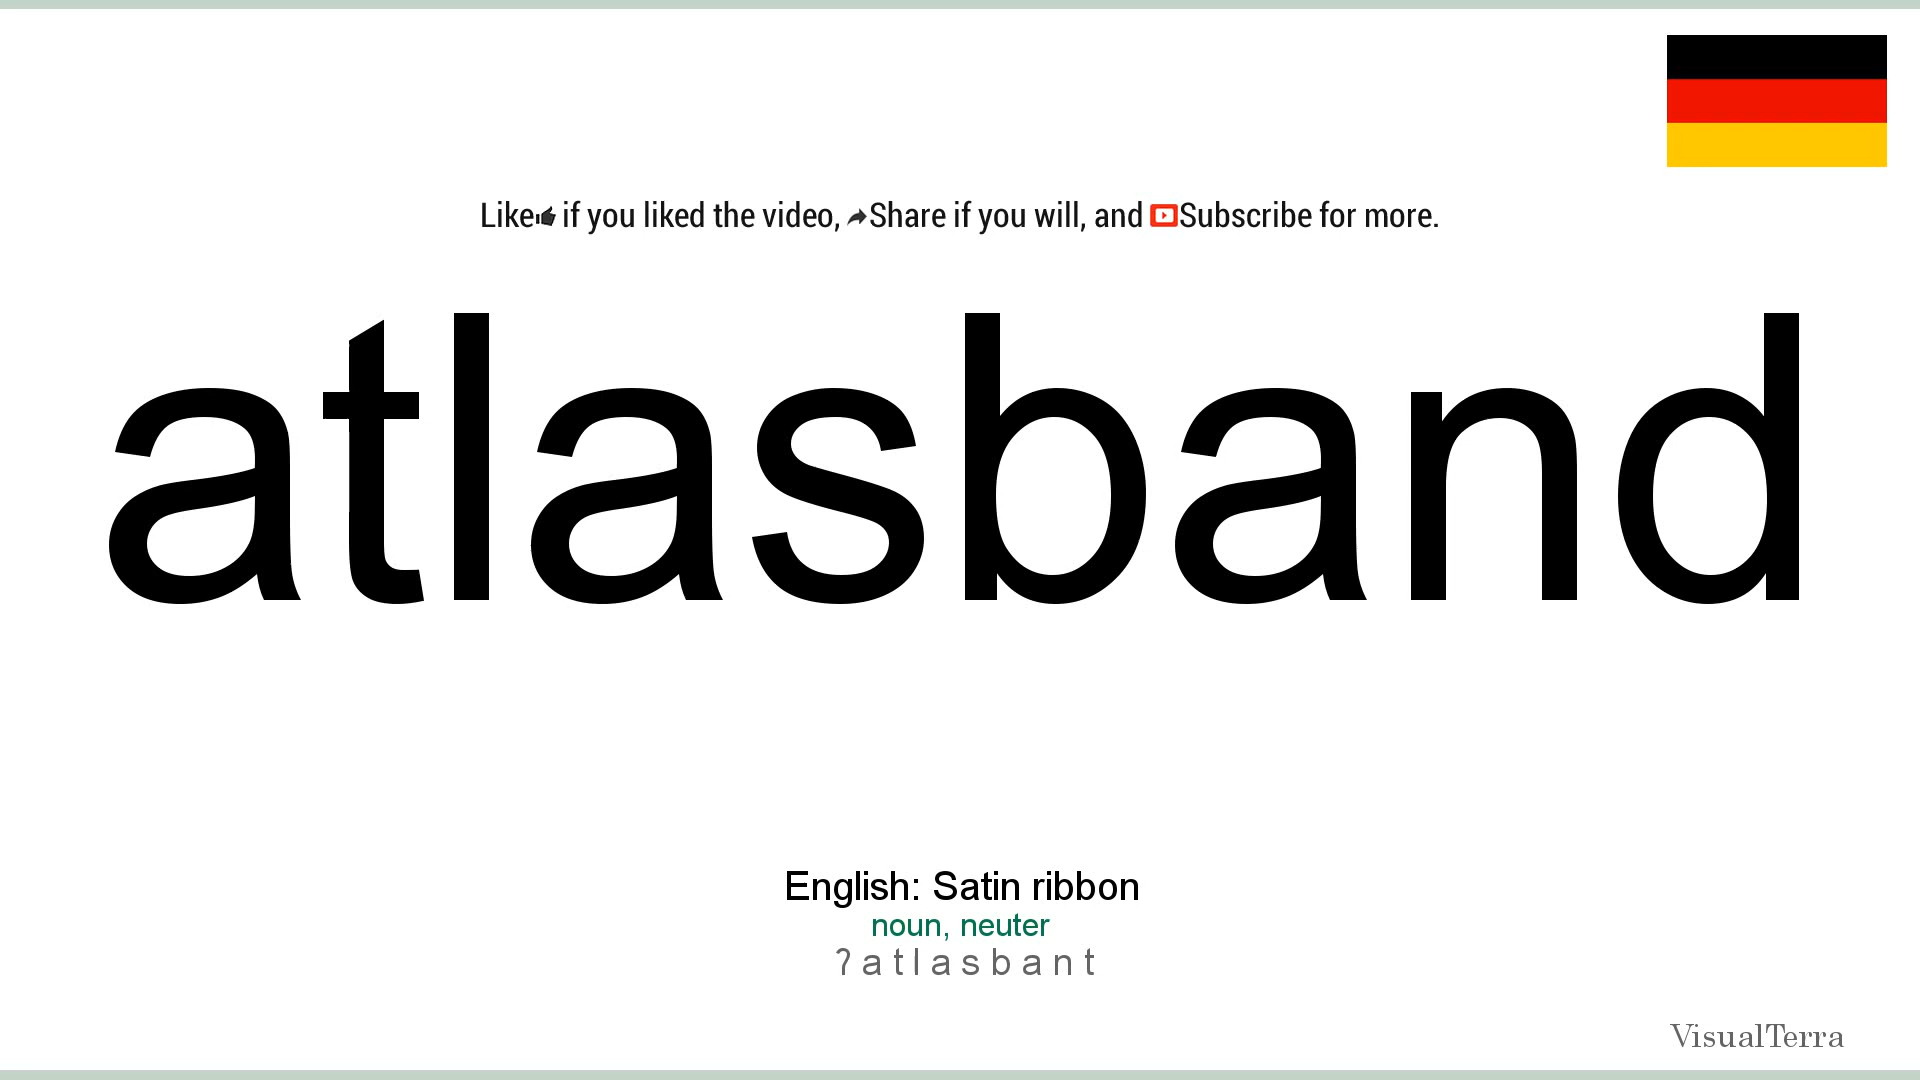 Like if you liked the video, Share if you will, and Subscribe for more.
atlasband
English: Satin ribbon
noun, neuter
ʔ a t l a s b a n t
VisualTerra